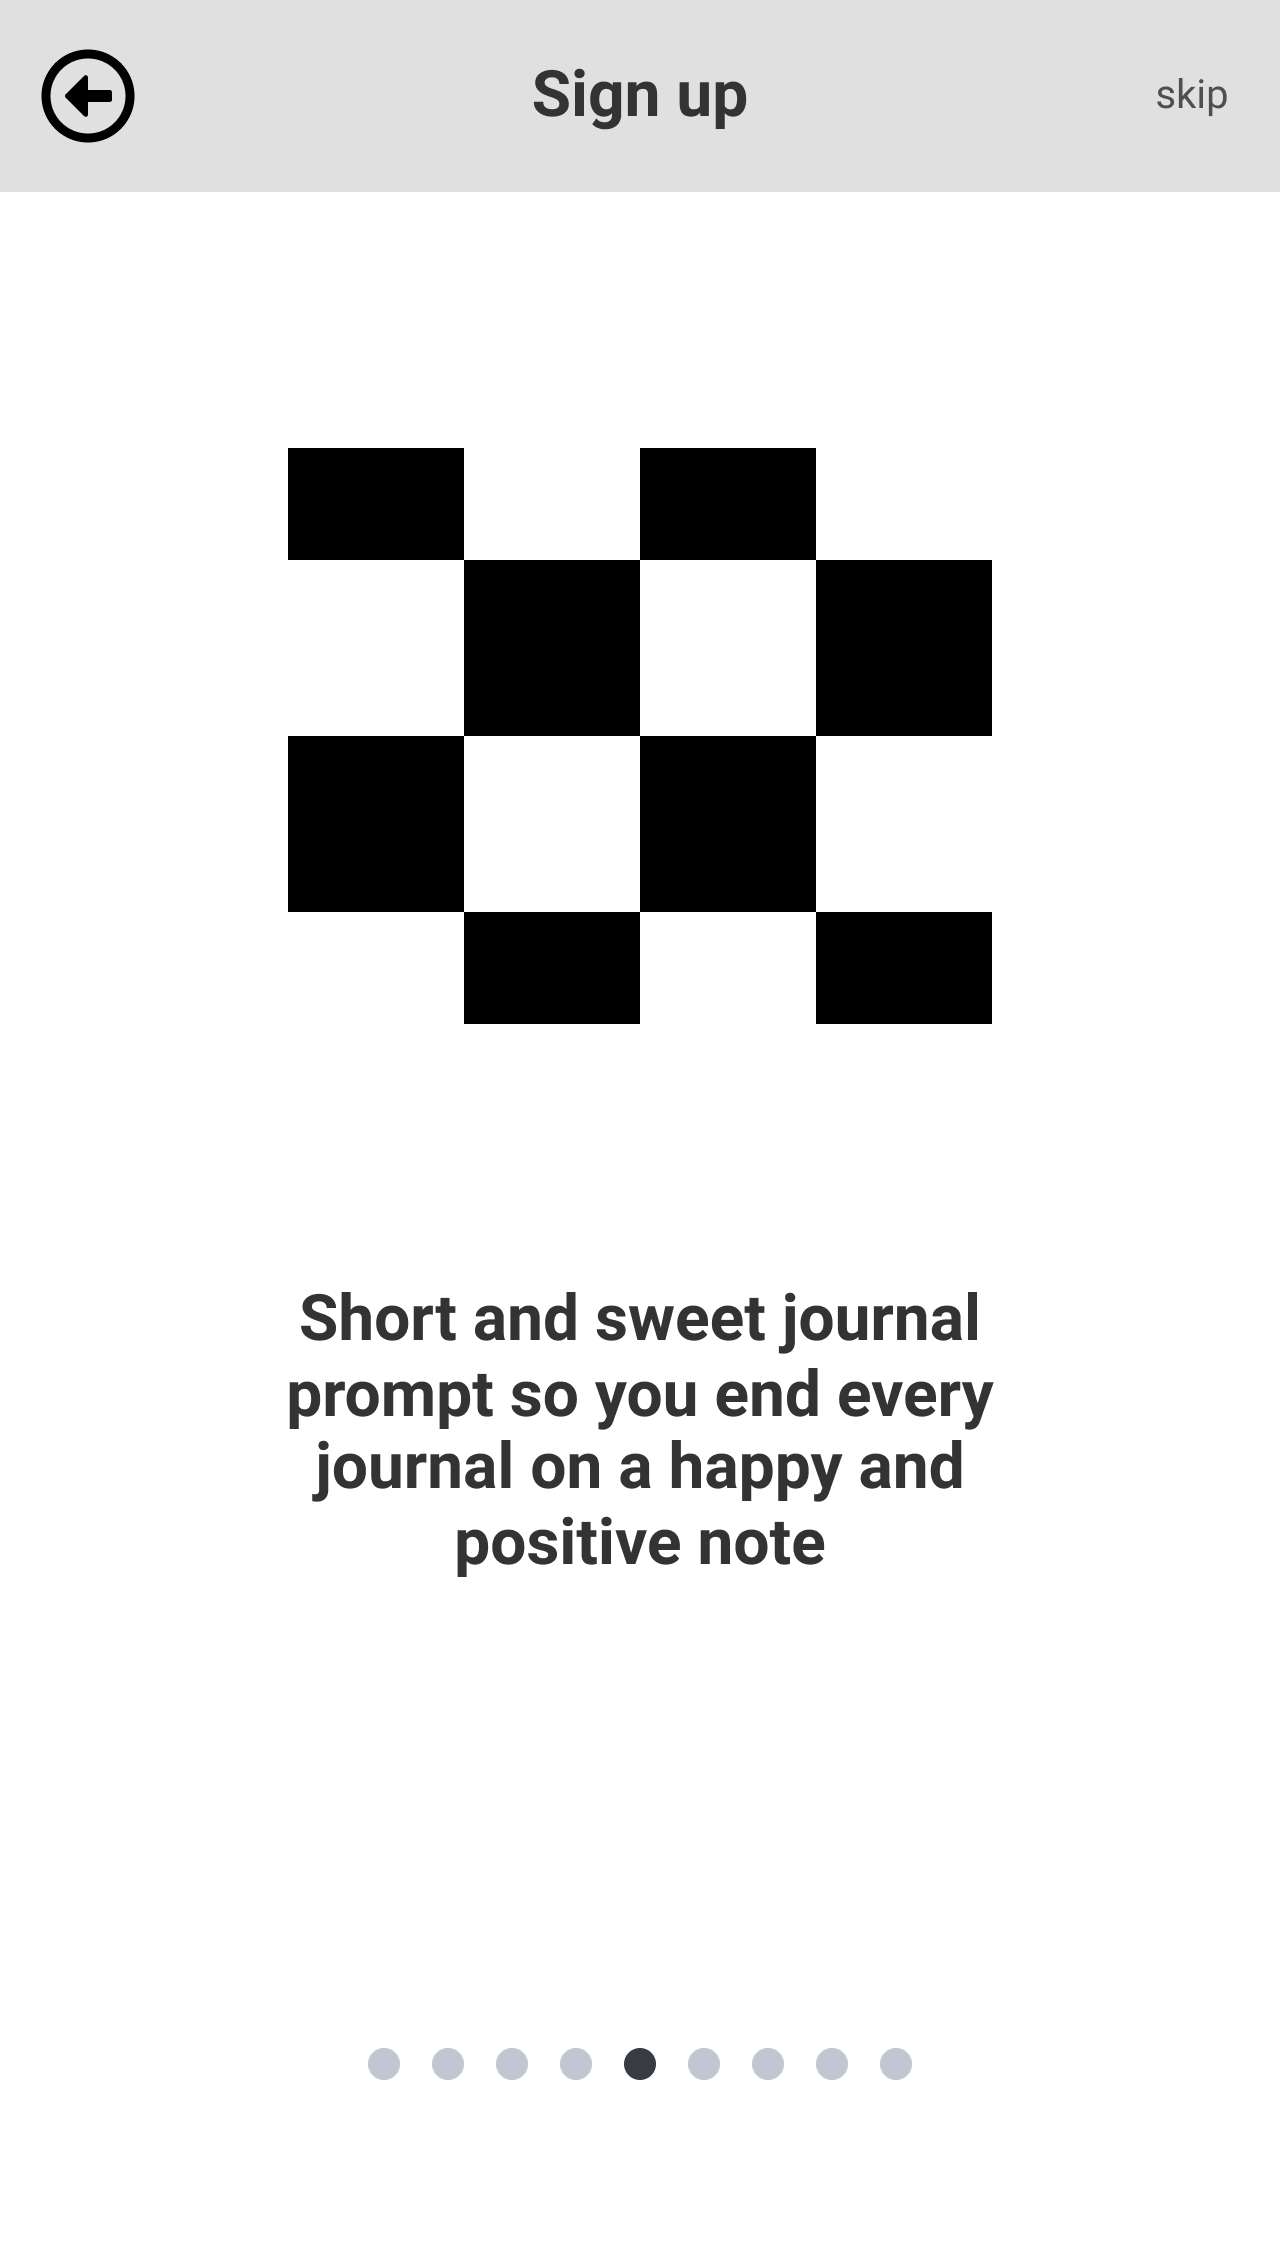 Sign up
skip
Short and sweet journal
prompt so you end every
journal on a happy and
positive note